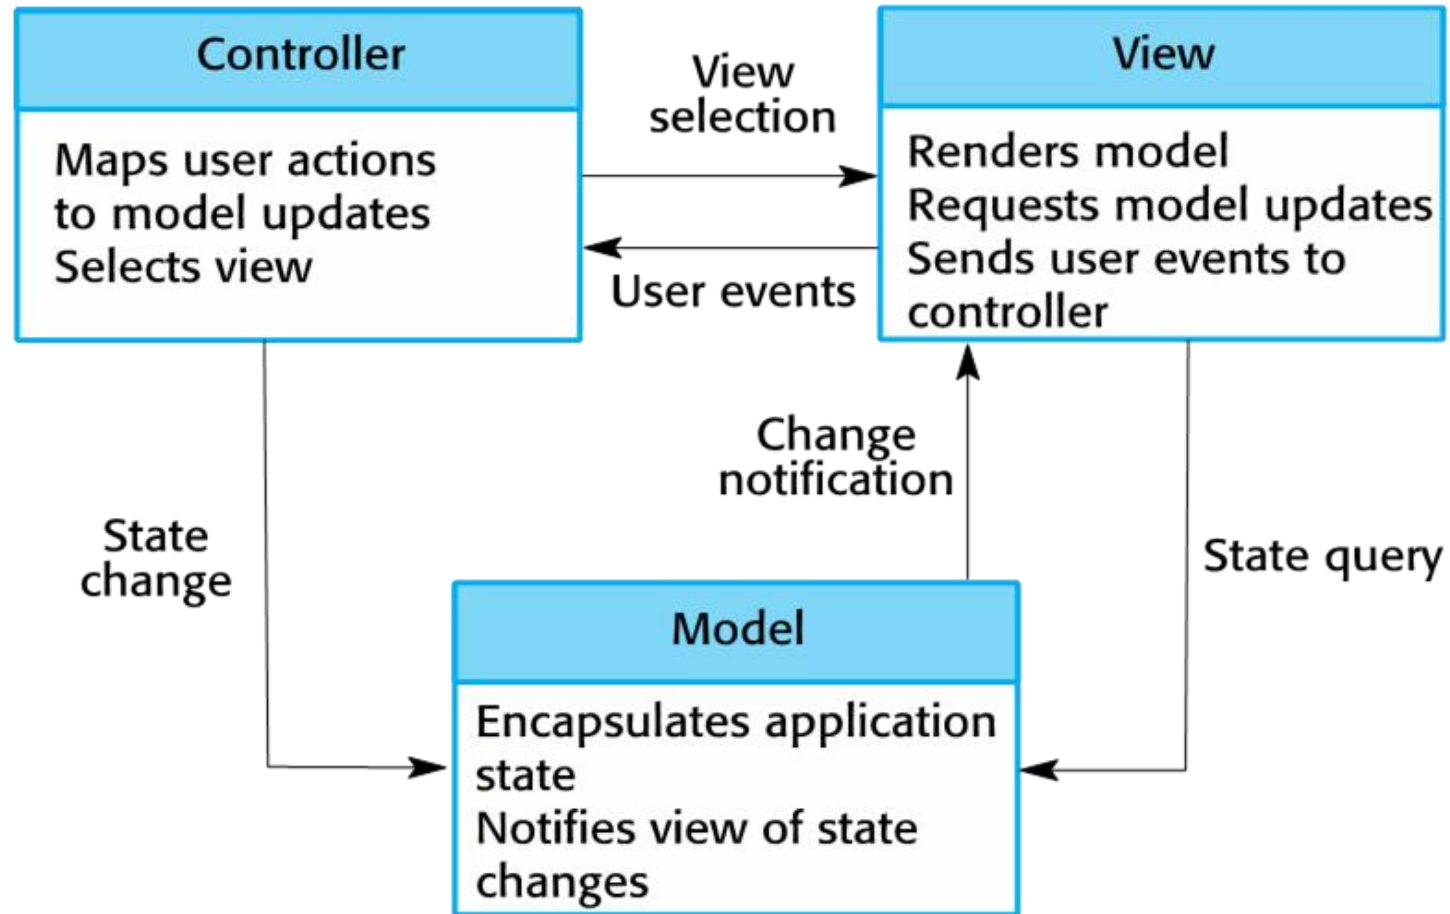 Controller
Maps user actions
to model updates
Selects view
View
selection
User events
View
Renders model
Requests model updates
Sends user events to
controller
State
change
Change
notification
State query
Model
Encapsulates application
state
Notifies view of state
changes